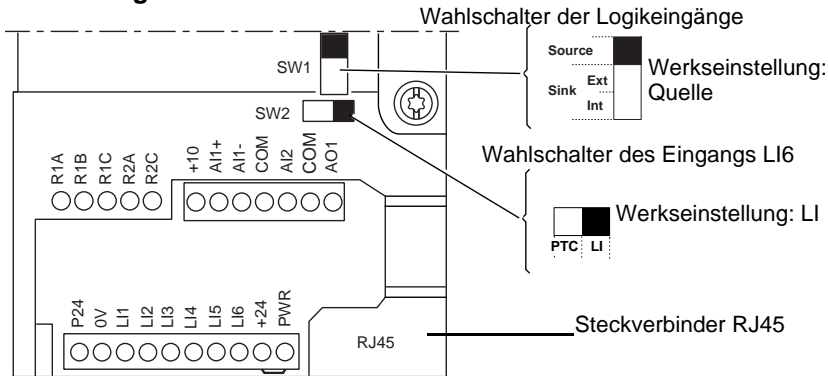 Wahlschalter der Logikeingänge
SW1
Source
Sink
Ext
Int
Werkseinstellung:
Quelle
SW2
Wahlschalter des Eingangs LI6
R1A
R1B
R1C
R2A
R2C
+10
AI1+
AI1-
COM
AI2
COM
AO1
Werkseinstellung: LI
PTC
LI
P24
0V
LI1
LI2
LI3
LI4
LI5
LI6
+24
PWR
RJ45
Steckverbinder RJ45